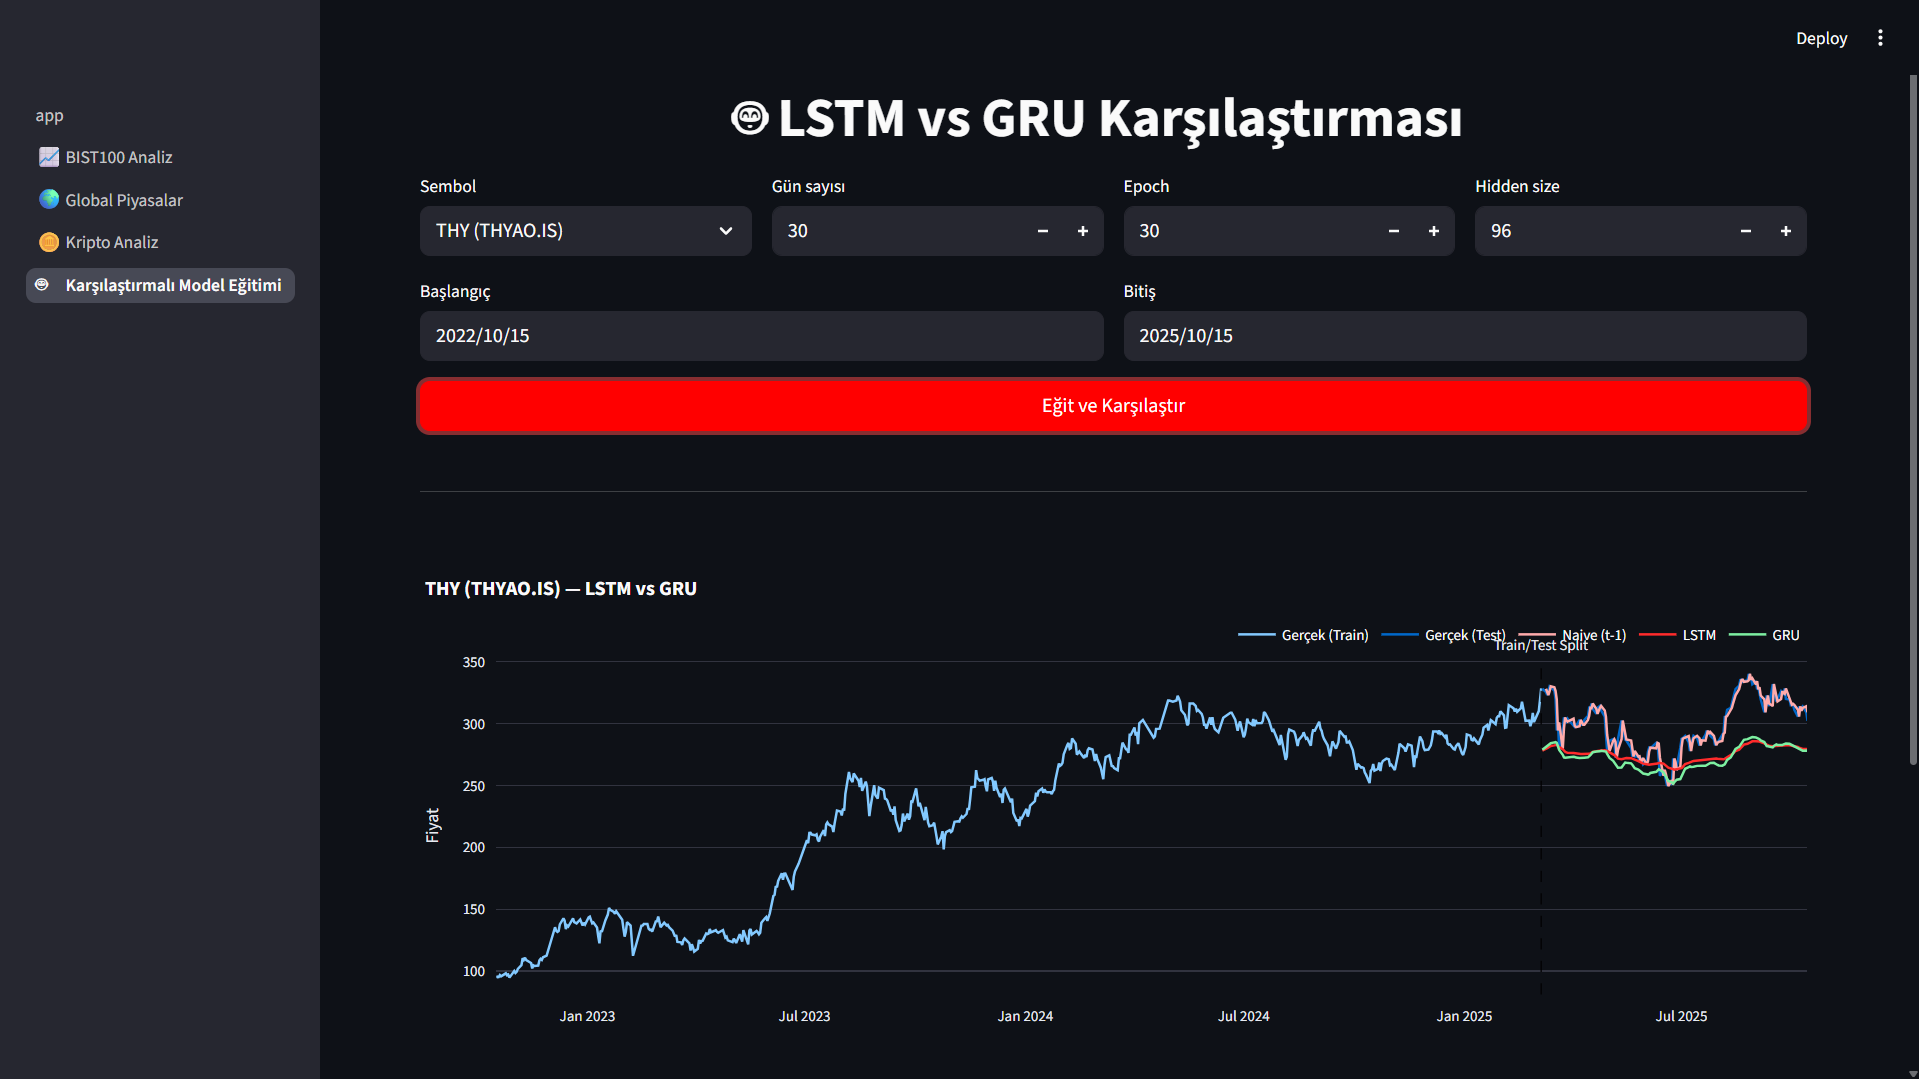 Deploy
app
BIST100 Analiz
Global Piyasalar
Kripto Analiz
Karşılaştırmalı Model Eğitimi
LSTM vs GRU Karşılaştırması
Sembol
Gün sayısı
Epoch
Hidden size
THY (THYAO.IS)
30
30
96
Başlangıç
Bitiş
2022/10/15
2025/10/15
Eğit ve Karşılaştır
THY (THYAO.IS) — LSTM vs GRU
Gerçek (Train)
Gerçek (Test)
Naive (t-1)
LSTM
GRU
Train/Test Split
Fiyat
350
300
250
200
150
100
Jan 2023
Jul 2023
Jan 2024
Jul 2024
Jan 2025
Jul 2025